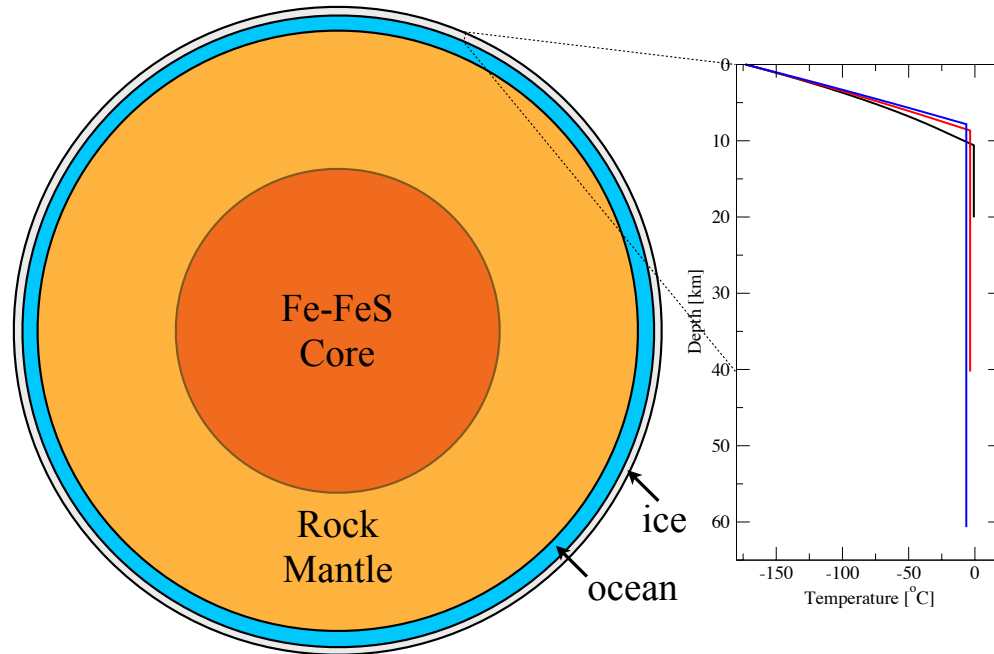 Fe-FeS
Core
Rock
Mantle
ice
ocean
0
10
20
30
40
50
60
Depth [km]
-150 -100 -50 0
Temperature [°C]